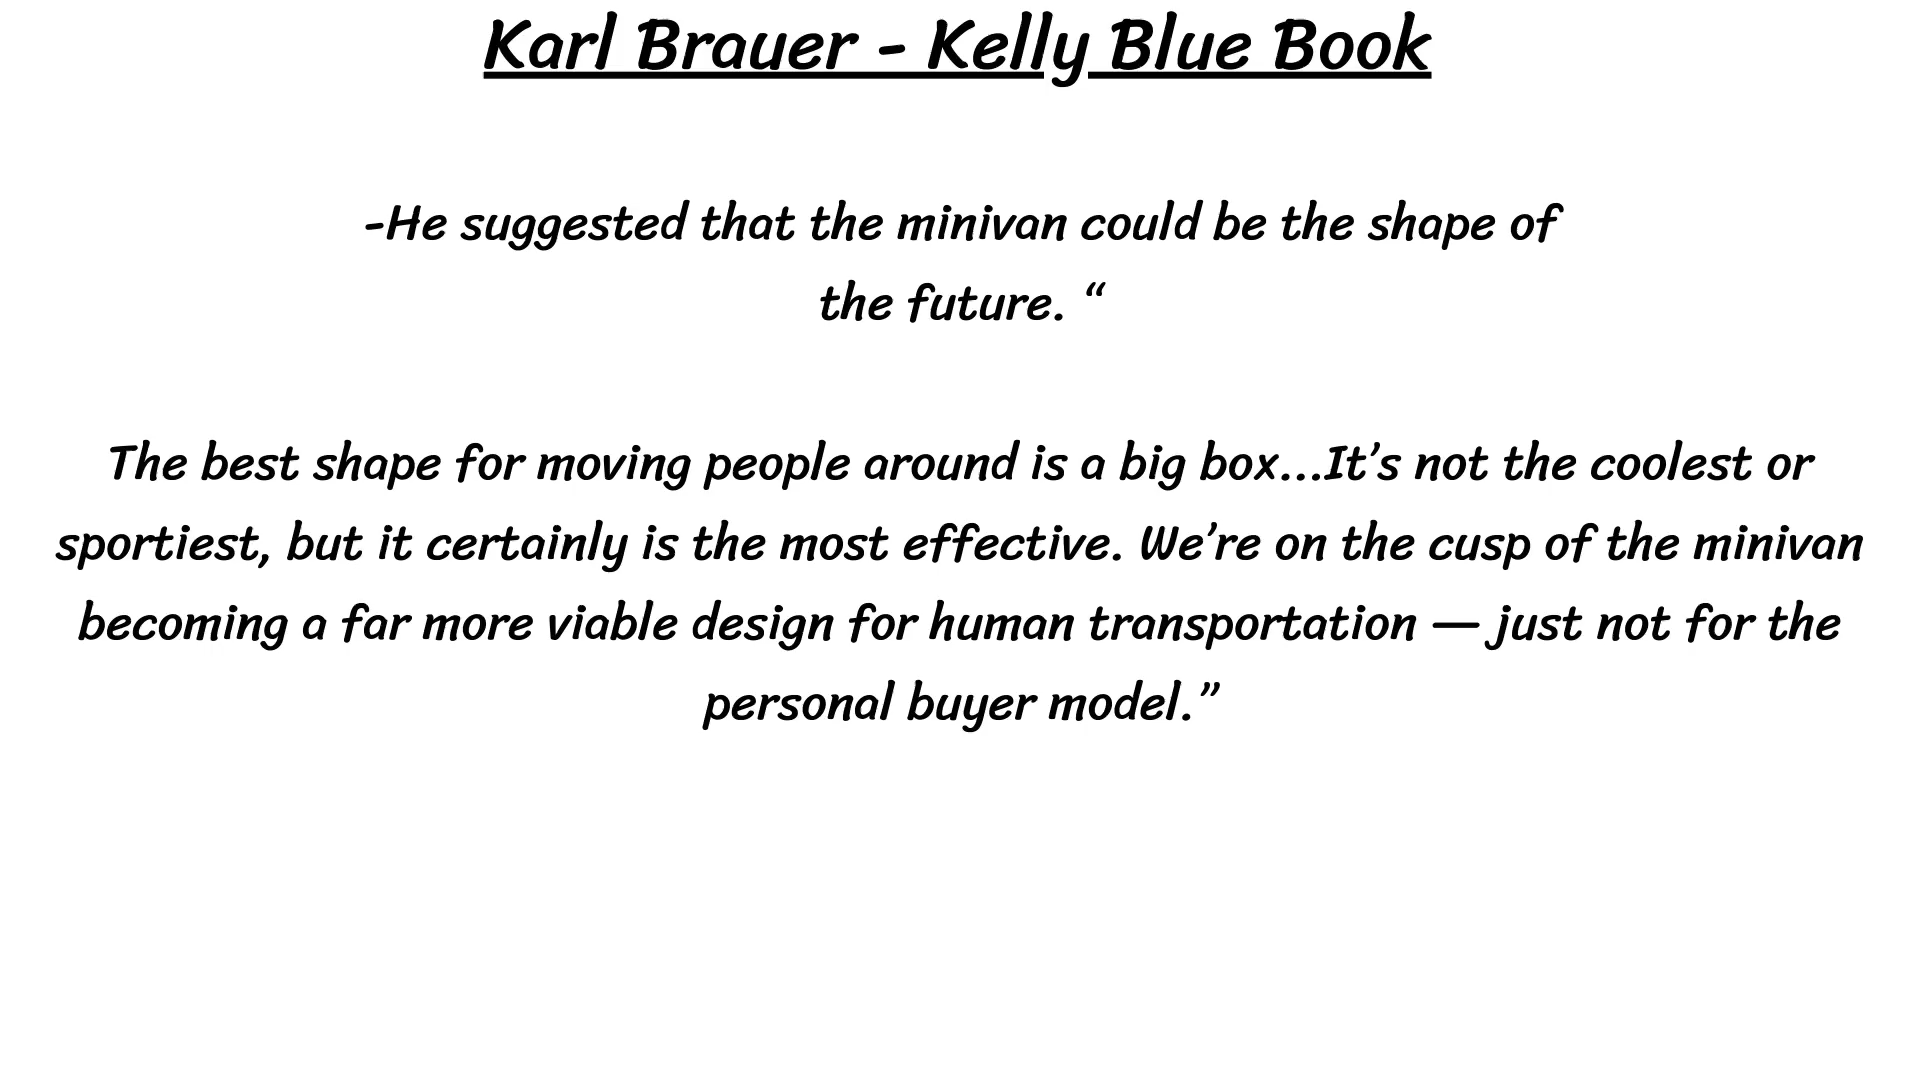 Karl Brauer - Kelly Blue Book
-He suggested that the minivan could be the shape of
the future. “
The best shape for moving people around is a big box...It’s not the coolest or
sportiest, but it certainly is the most effective. We’re on the cusp of the minivan
becoming a far more viable design for human transportation — just not for the
personal buyer model.”